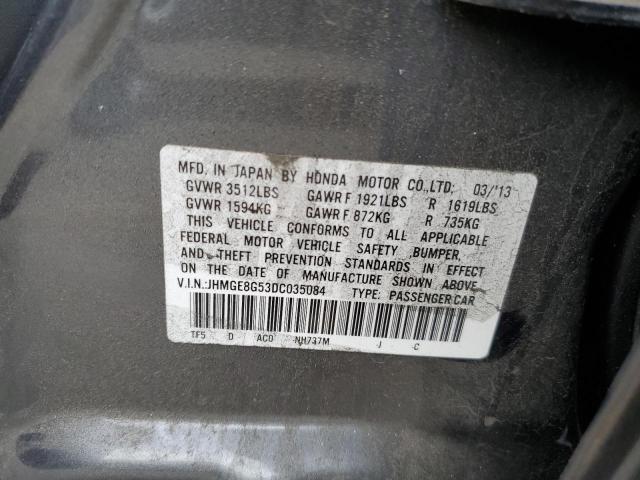 MFD. IN JAPAN BY HONDA MOTOR CO.,LTD; 03/'13
GVWR 3512LBS GAWR F 1921LBS R 1619LBS
GVWR 1594KG GAWR F 872KG R 735KG
THIS VEHICLE CONFORMS TO ALL APPLICABLE
FEDERAL MOTOR VEHICLE SAFETY ,BUMPER,
AND THEFT PREVENTION STANDARDS IN EFFECT
ON THE DATE OF MANUFACTURE SHOWN ABOVE.
V.I.N.:JHMGE8G53DC035084 TYPE: PASSENGER CAR
TF5 D AC0 NH737M J C